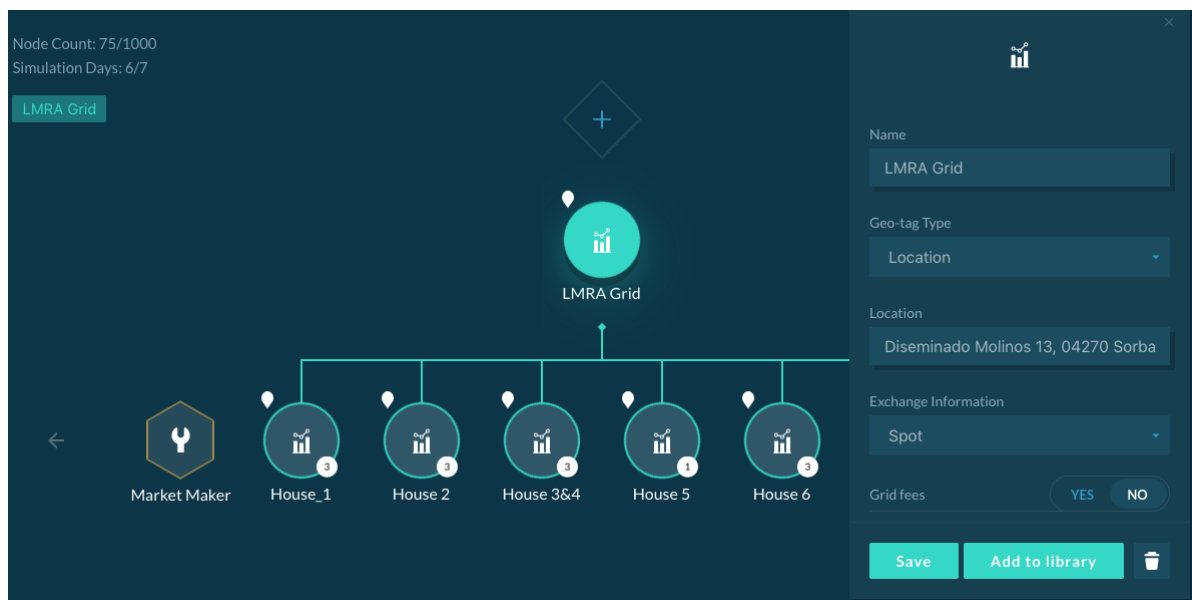 Node Count: 75/1000
Simulation Days: 6/7
LMRA Grid
LMRA Grid
Market Maker
3
House_1
3
House 2
3
House 3&4
1
House 5
3
House 6
Name
LMRA Grid
Geo-tag Type
Location
Location
Diseminado Molinos 13, 04270 Sorba
Exchange Information
Spot
Grid fees YES NO
Save Add to library